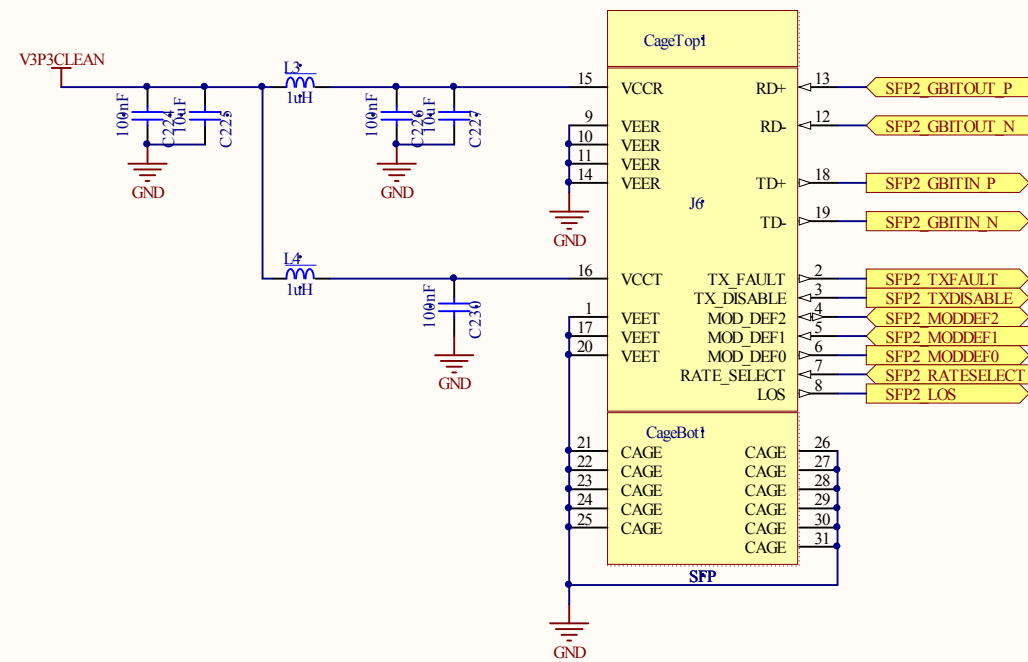 CageTop1
V3P3CLEAN
L3
1uH
100nF
C224
10uF
C225
100nF
C226
10uF
C227
GND
15 VCCR RD+ 13 SFP2_GBITOUT_P
9 VEER RD- 12 SFP2_GBITOUT_N
10 VEER
11 VEER
14 VEER TD+ 18 SFP2_GBITIN_P
J6
GND
TD- 19 SFP2_GBITIN_N
L4
1uH
16 VCCT TX_FAULT 2 SFP2_TXFAULT
TX_DISABLE 3 SFP2_TXDISABLE
100nF
C230
GND
1 VEET MOD_DEF2 4 SFP2_MODDEF2
17 VEET MOD_DEF1 5 SFP2_MODDEF1
20 VEET MOD_DEF0 6 SFP2_MODDEF0
RATE_SELECT 7 SFP2_RATESELECT
LOS 8 SFP2_LOS
CageBot1
21 CAGE CAGE 26
22 CAGE CAGE 27
23 CAGE CAGE 28
24 CAGE CAGE 29
25 CAGE CAGE 30
CAGE 31
SFP
GND